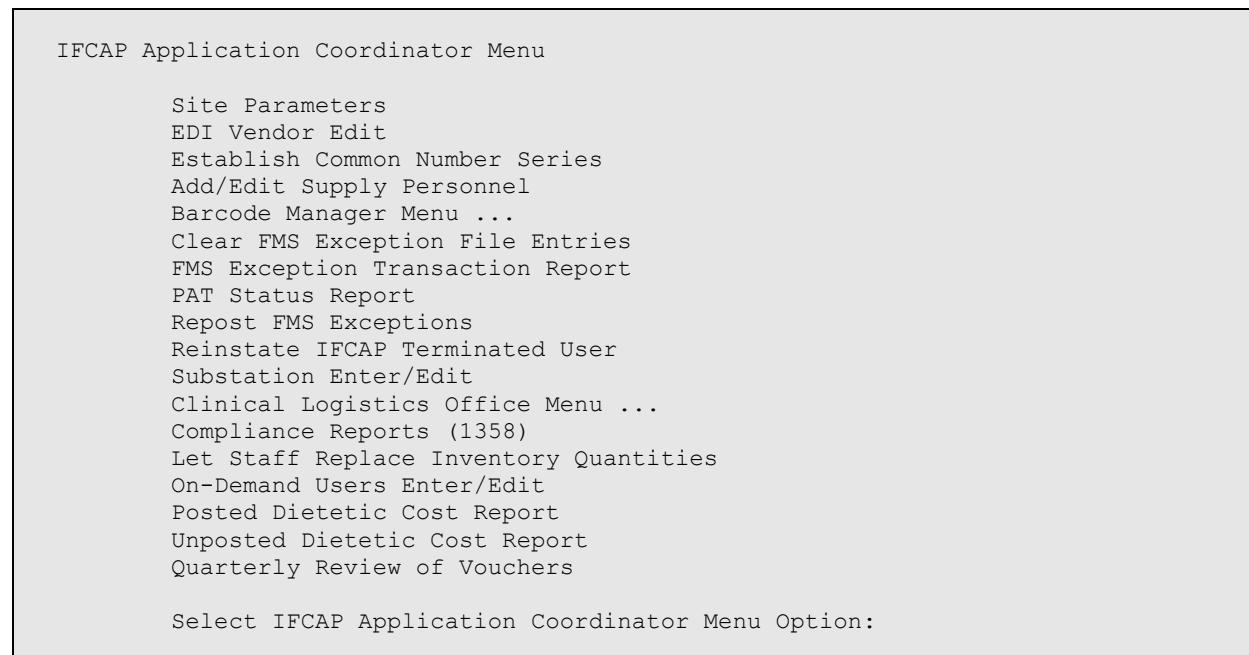 IFCAP Application Coordinator Menu
Site Parameters
EDI Vendor Edit
Establish Common Number Series
Add/Edit Supply Personnel
Barcode Manager Menu ...
Clear FMS Exception File Entries
FMS Exception Transaction Report
PAT Status Report
Repost FMS Exceptions
Reinstate IFCAP Terminated User
Substation Enter/Edit
Clinical Logistics Office Menu ...
Compliance Reports (1358)
Let Staff Replace Inventory Quantities
On-Demand Users Enter/Edit
Posted Dietetic Cost Report
Unposted Dietetic Cost Report
Quarterly Review of Vouchers
Select IFCAP Application Coordinator Menu Option: